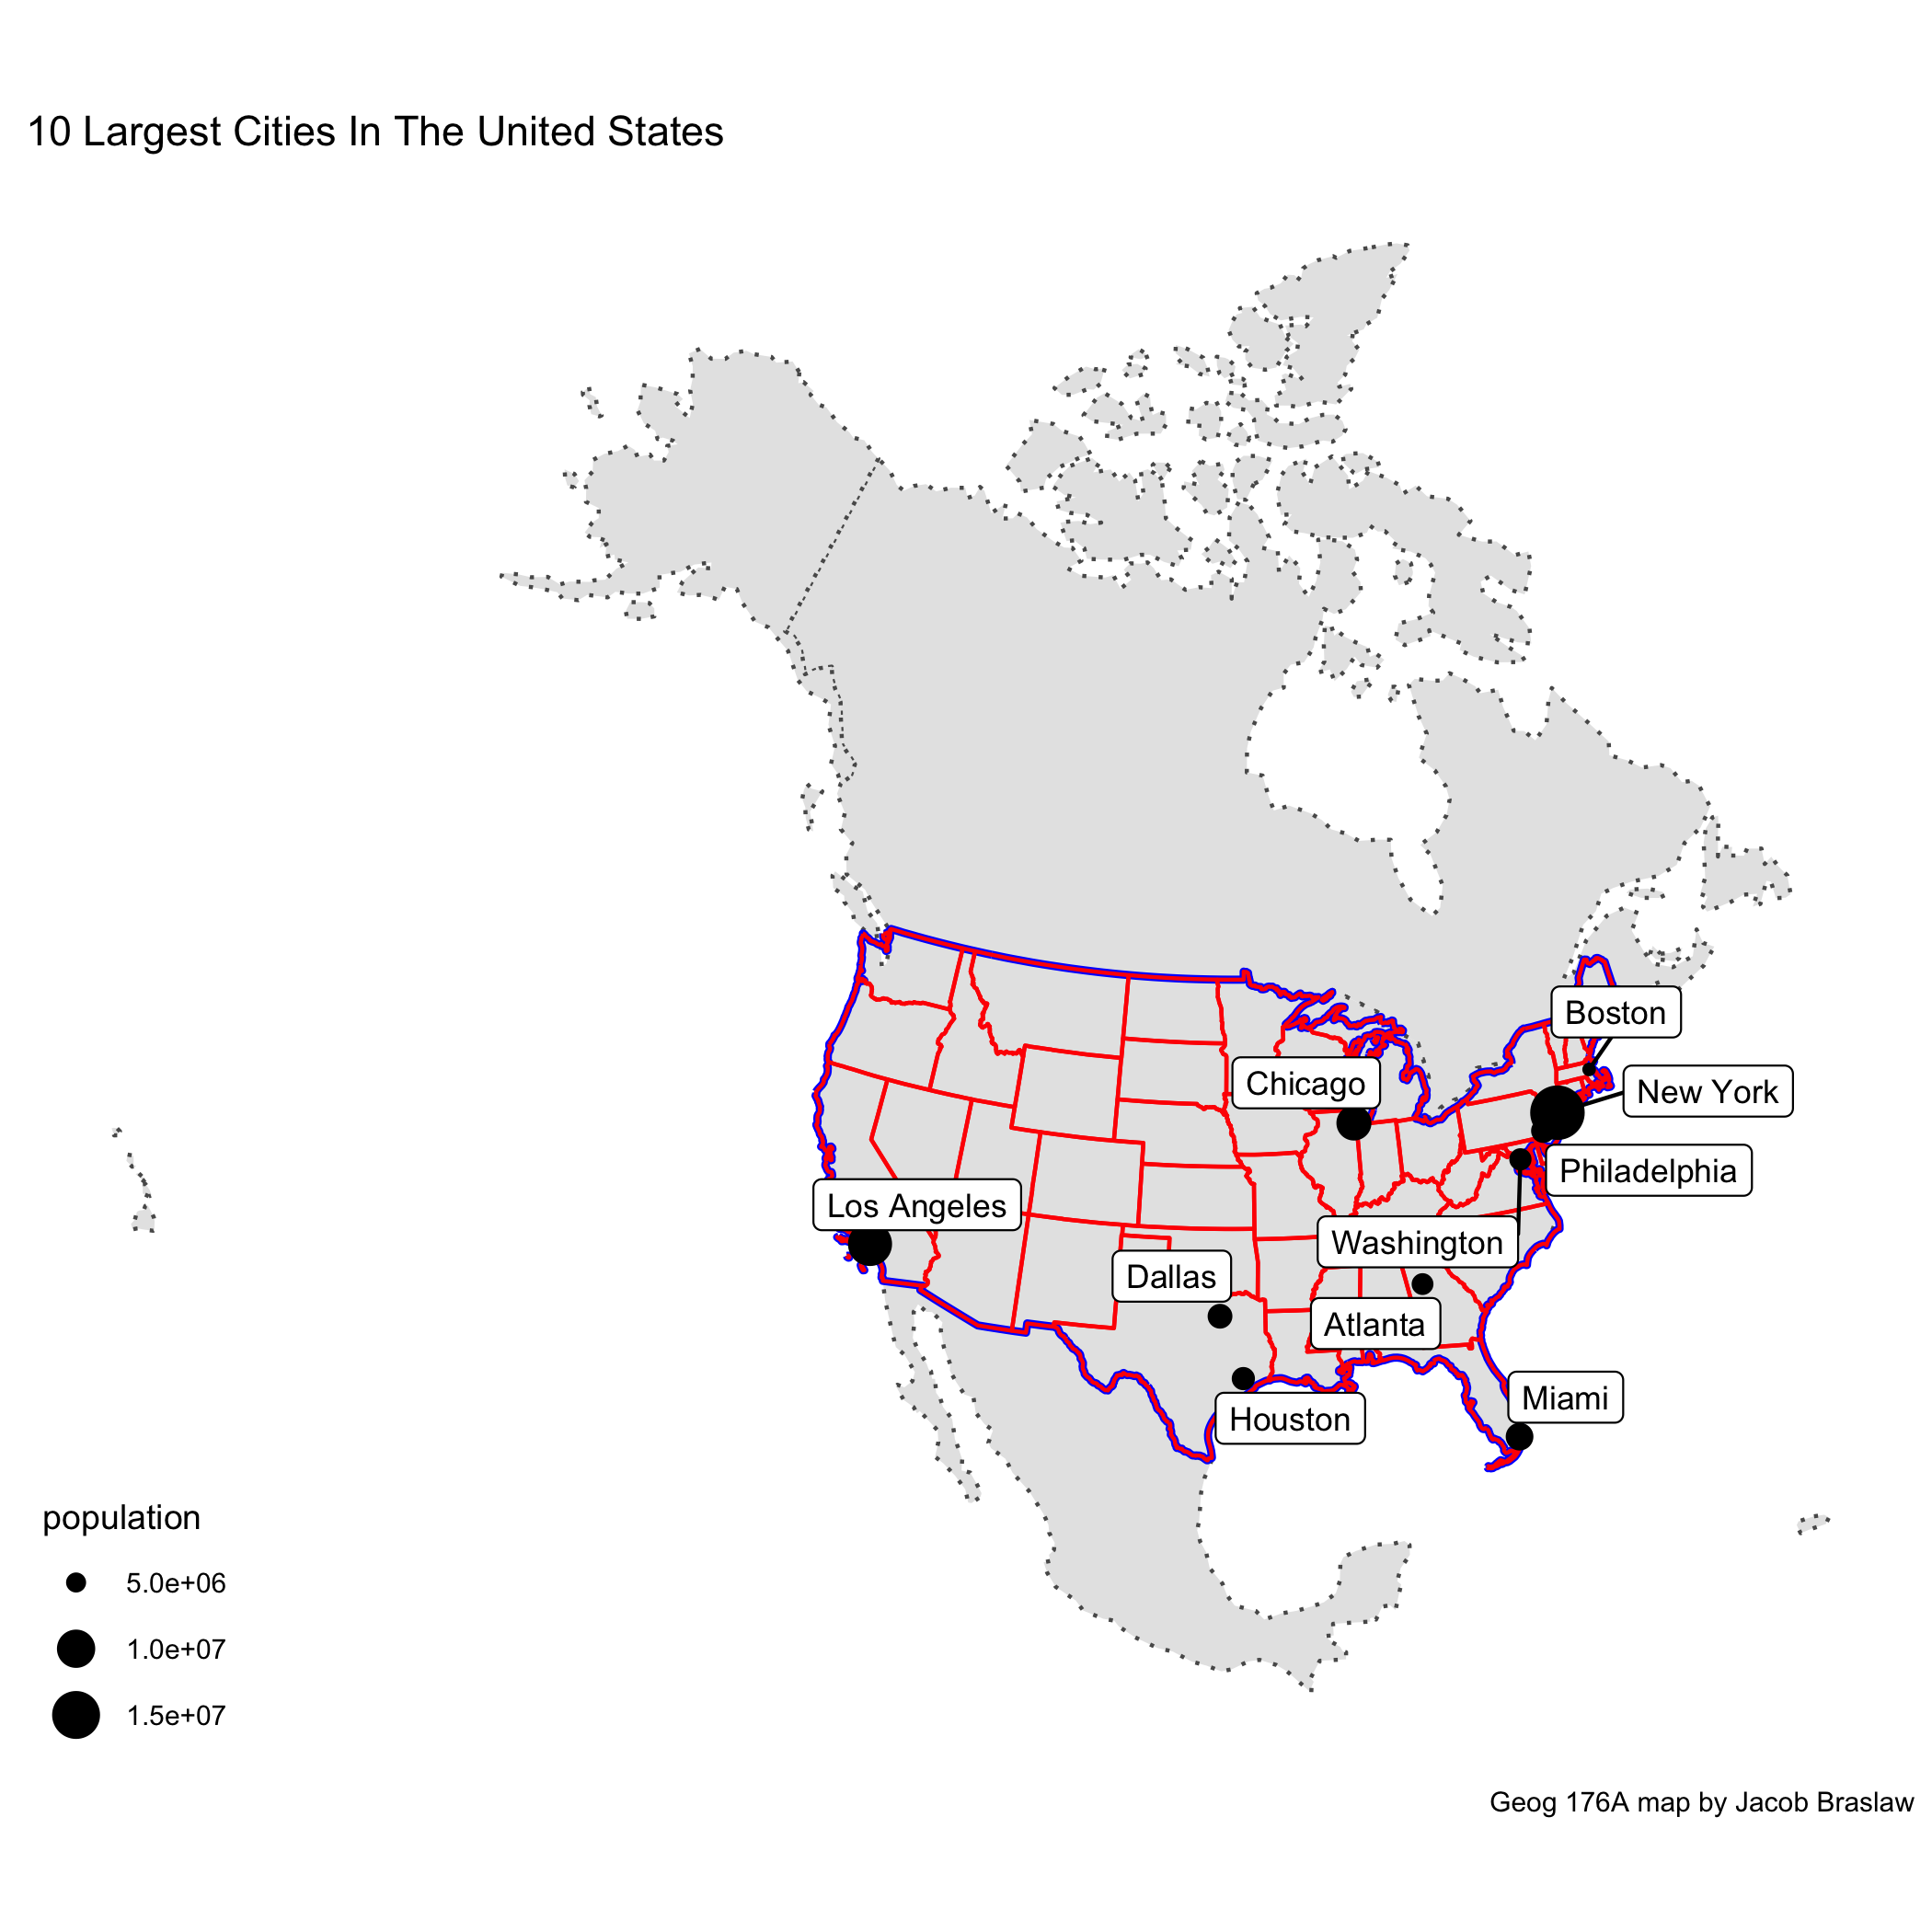 10 Largest Cities In The United States
Boston
Chicago
New York
Philadelphia
Los Angeles
Washington
Dallas
Atlanta
Miami
Houston
population
5.0e+06
1.0e+07
1.5e+07
Geog 176A map by Jacob Braslaw